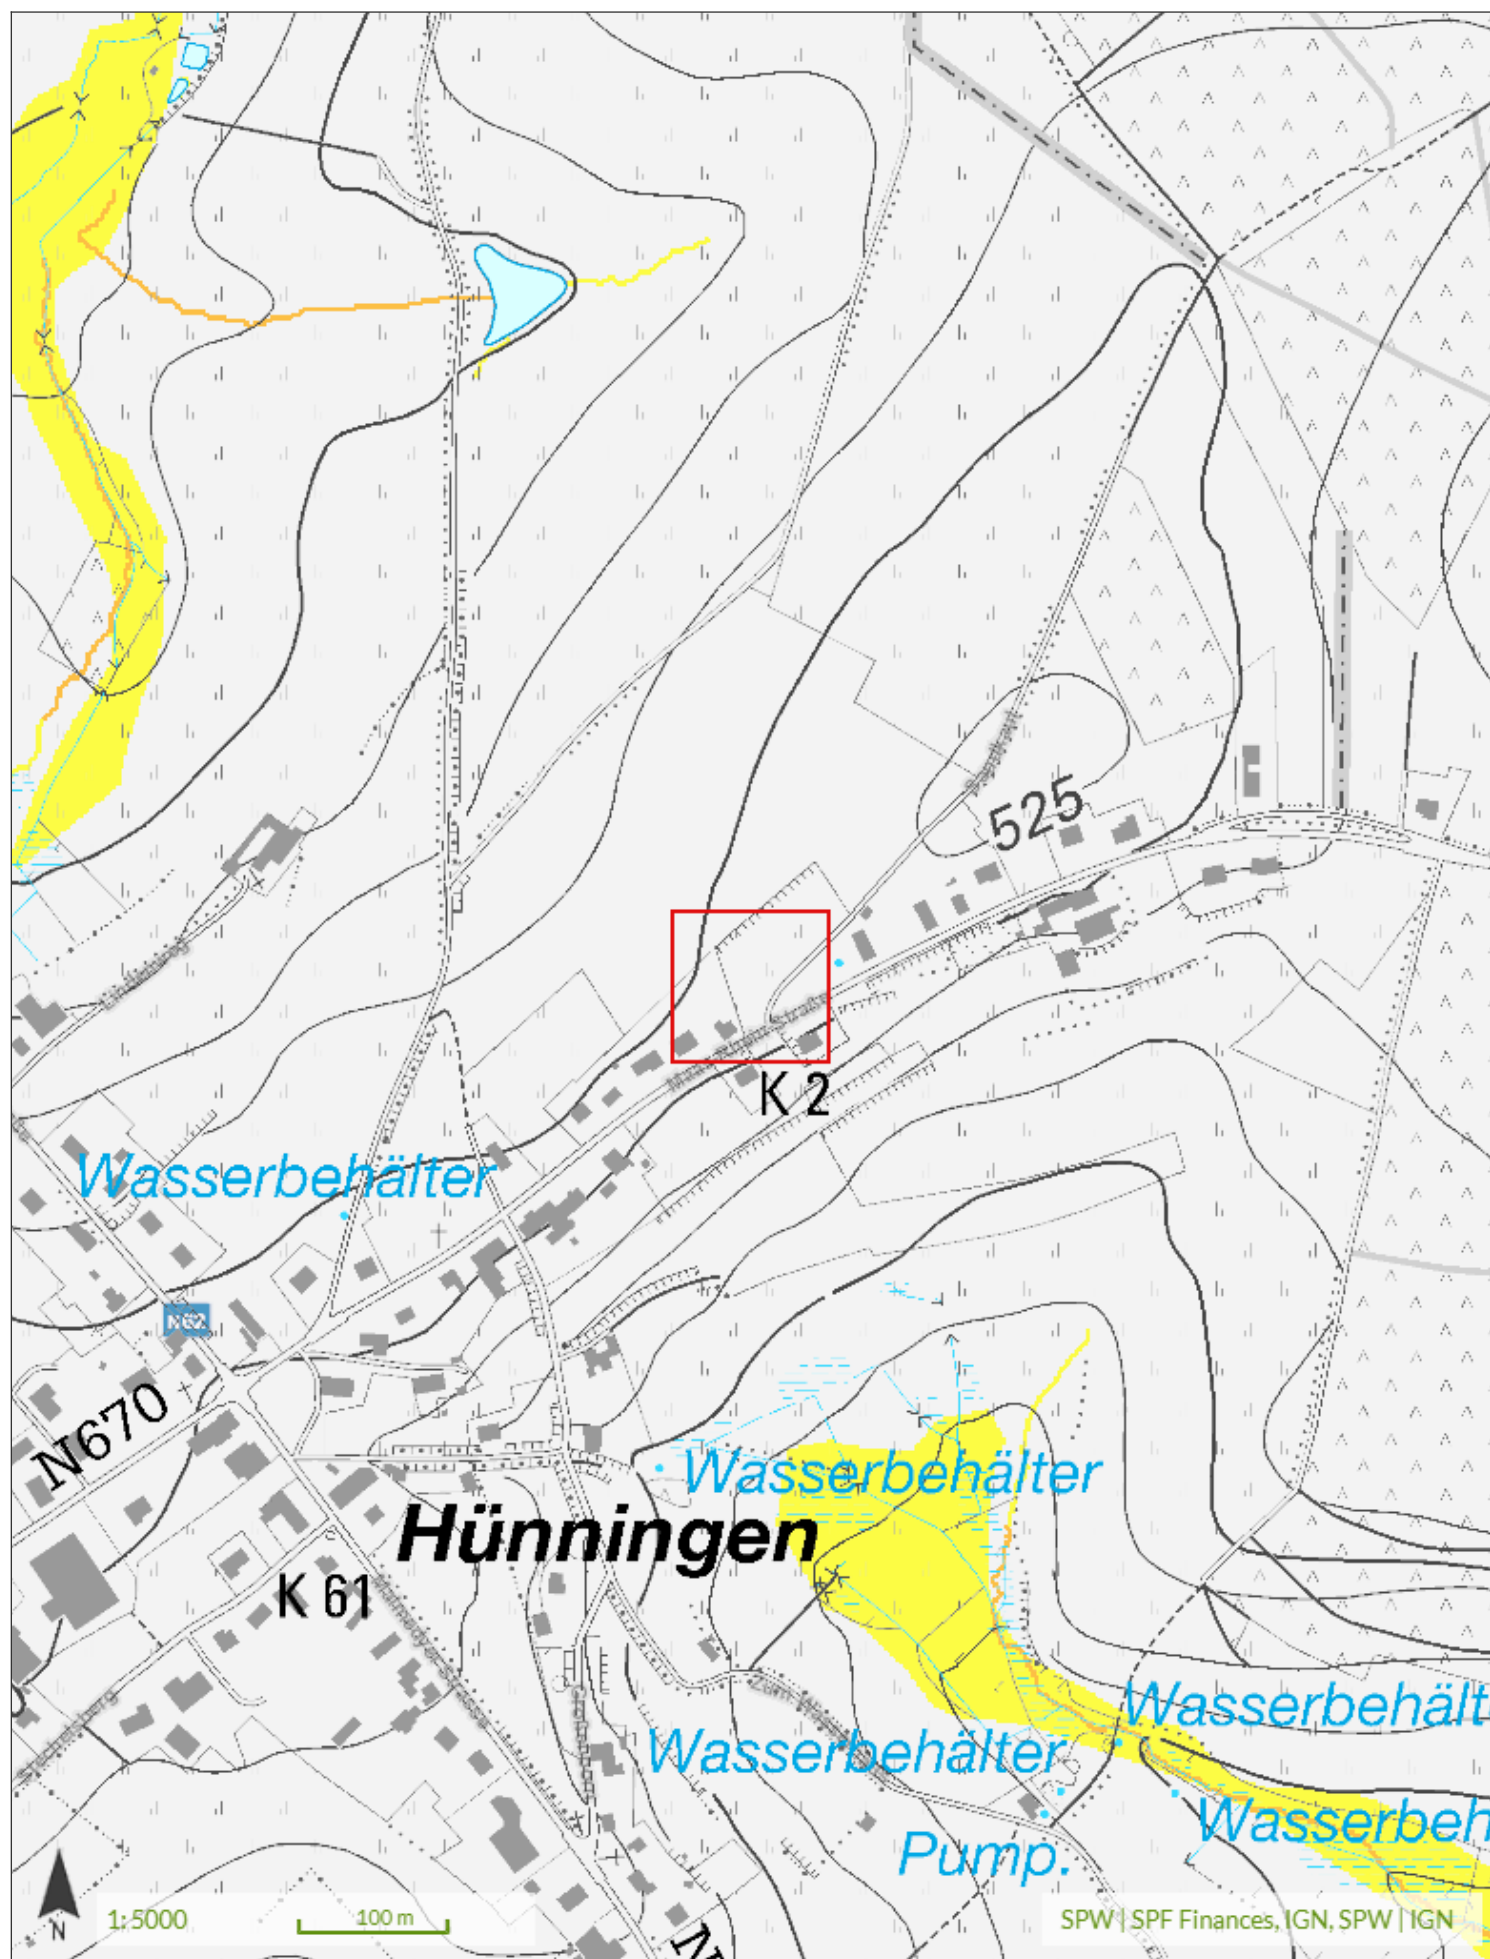 525
K 2
Wasserbehälter
N62
N670
Wasserbehälter
Hünningen
K 61
Wasserbehält
Wasserbehälter
Wasserbeh
Pump.
N
1:5000
100 m
SPW | SPF Finances, IGN, SPW | IGN
N